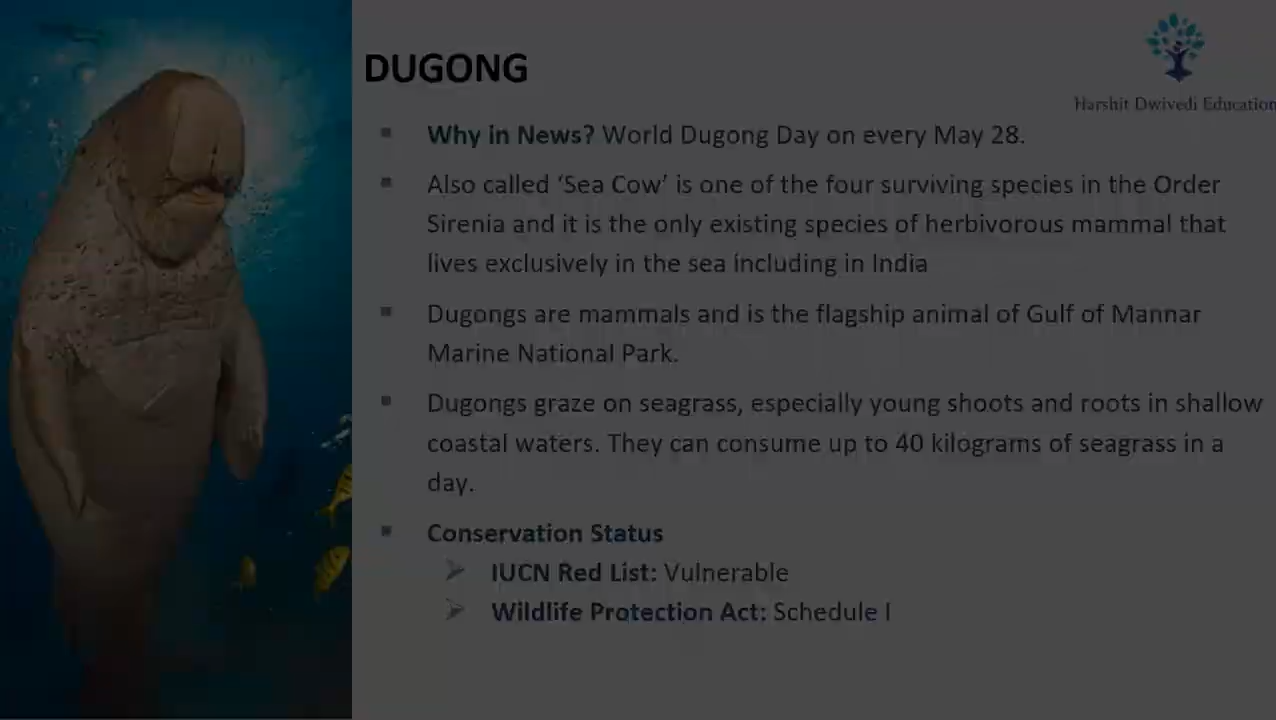 DUGONG
Harshit Dwivedi Education
Why in News? World Dugong Day on every May 28.
Also called ‘Sea Cow’ is one of the four surviving species in the Order
Sirenia and it is the only existing species of herbivorous mammal that
lives exclusively in the sea including in India
Dugongs are mammals and is the flagship animal of Gulf of Mannar
Marine National Park.
Dugongs graze on seagrass, especially young shoots and roots in shallow
coastal waters. They can consume up to 40 kilograms of seagrass in a
day.
Conservation Status
IUCN Red List: Vulnerable
Wildlife Protection Act: Schedule I